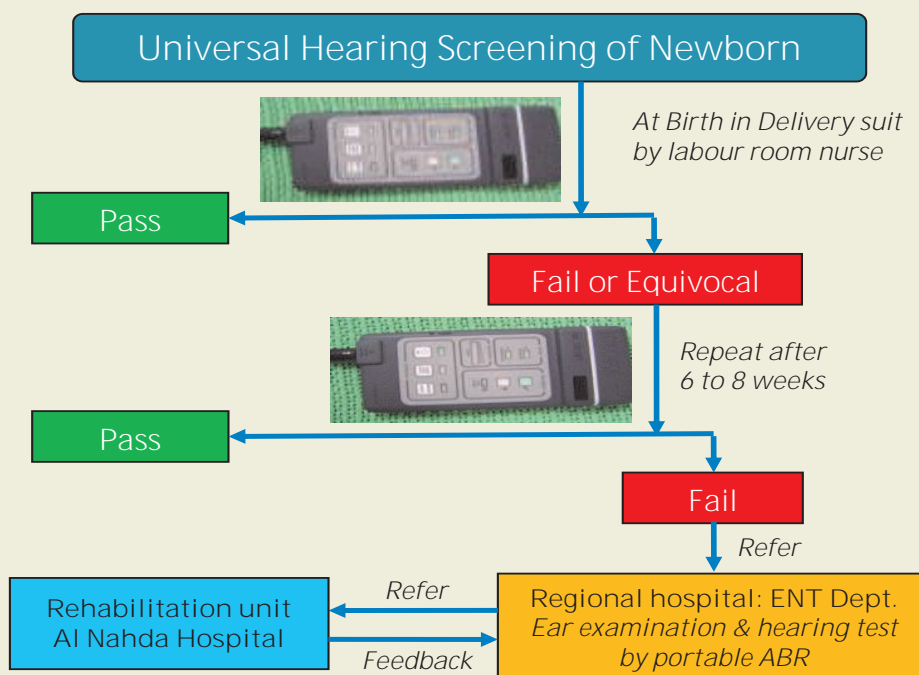 Universal Hearing Screening of Newborn
At Birth in Delivery suit
by labour room nurse
Pass
Fail or Equivocal
Repeat after
6 to 8 weeks
Pass
Fail
Refer
Rehabilitation unit
Al Nahda Hospital
Refer
Feedback
Regional hospital: ENT Dept.
Ear examination & hearing test
by portable ABR